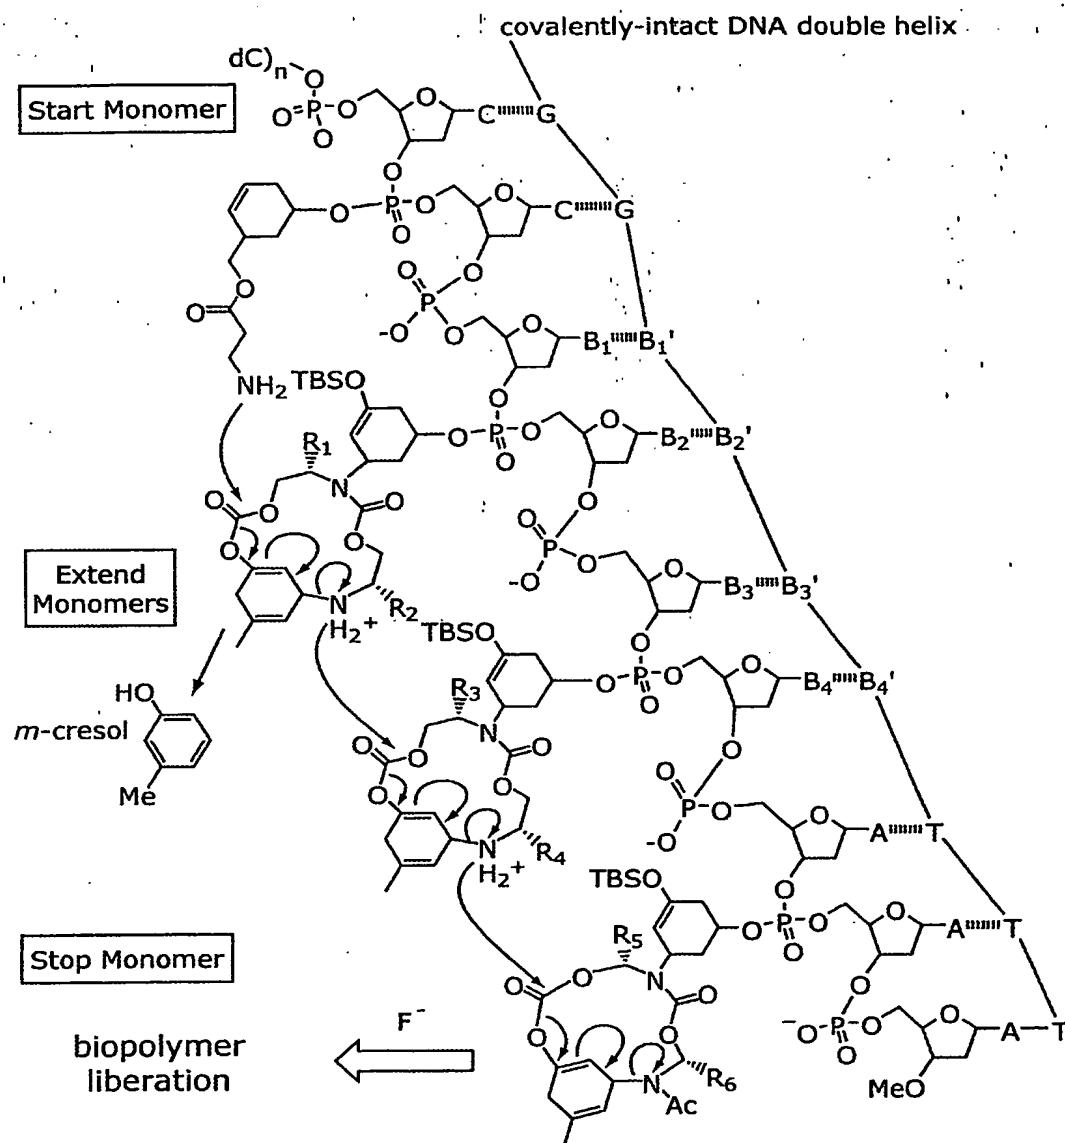 covalently-intact DNA double helix
dC)n O
Start Monomer
O=P-O O C G
O
O
O P-O O C G
O
O
O
O=P
-O O O B1 B1'
NH2 TBSO
O
O P-O O B2 B2'
O
R1
N
O O O
O O
O
O=P
-O O O B3 B3'
Extend
Monomers
N R2
H2+
TBSO
O
O P-O O B4 B4'
O
R3
N
HO
m-cresol
Me
O O O
O O
O
O=P-O
-O O A T
N R4
H2+
TBSO
O
O P-O O A T
O
R5
Stop Monomer
O O N
O O
O
F-
biopolymer
liberation
-O-P-O O A T
O
O
N R6
Ac
MeO